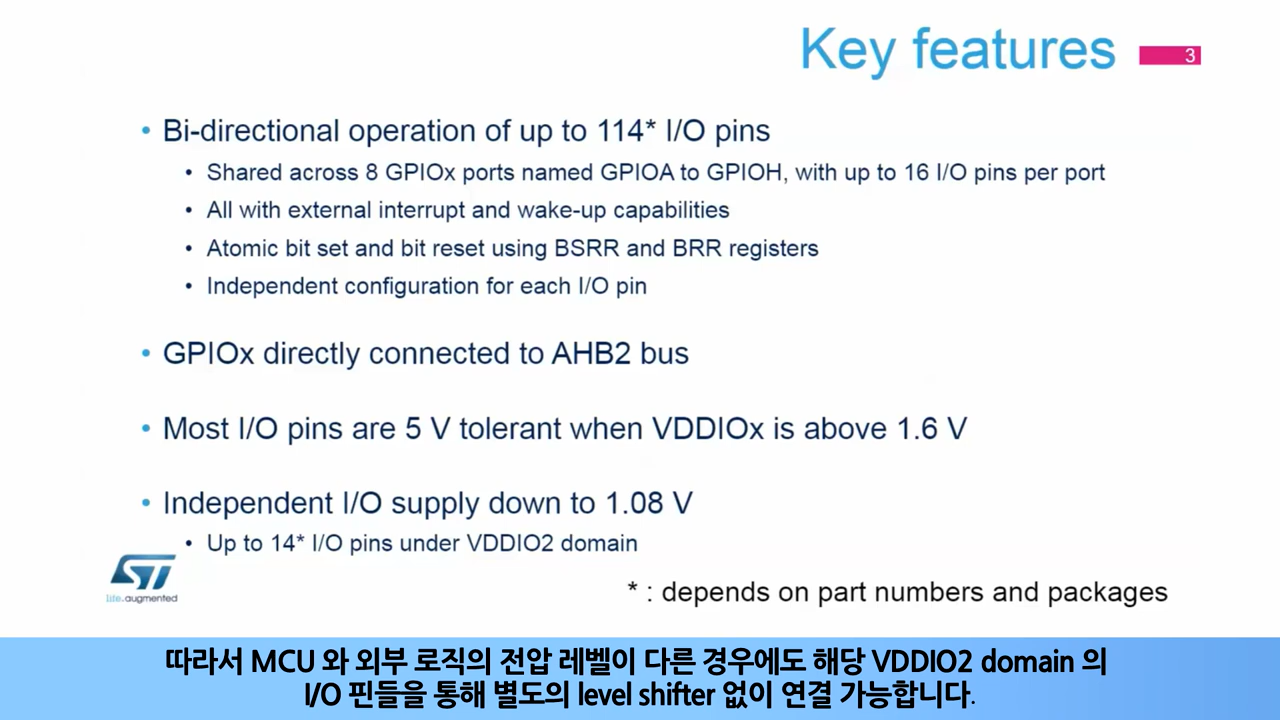 Key features
3
• Bi-directional operation of up to 114* I/O pins
• Shared across 8 GPIOx ports named GPIOA to GPIOH, with up to 16 I/O pins per port
• All with external interrupt and wake-up capabilities
• Atomic bit set and bit reset using BSRR and BRR registers
• Independent configuration for each I/O pin
• GPIOx directly connected to AHB2 bus
• Most I/O pins are 5 V tolerant when VDDIOx is above 1.6 V
• Independent I/O supply down to 1.08 V
• Up to 14* I/O pins under VDDIO2 domain
ST
life.augmented
* : depends on part numbers and packages
따라서 MCU 와 외부 로직의 전압 레벨이 다른 경우에도 해당 VDDIO2 domain 의
I/O 핀들을 통해 별도의 level shifter 없이 연결 가능합니다.